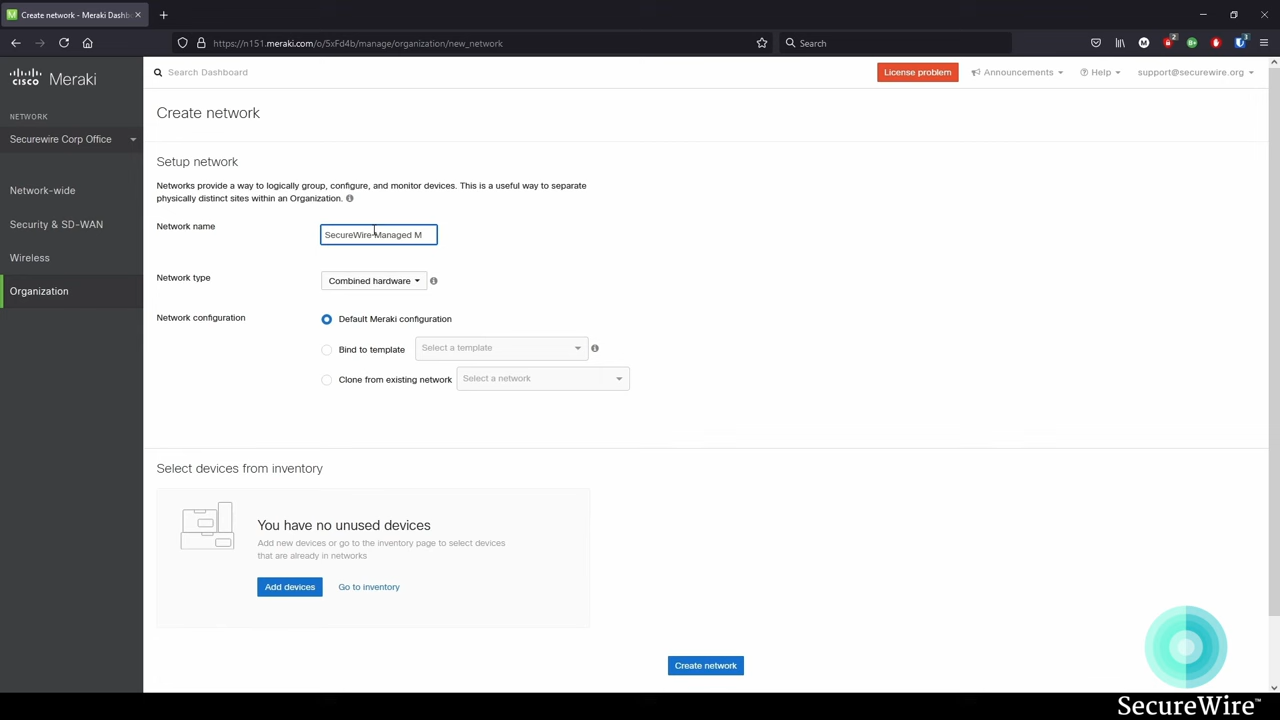 Create network - Meraki Dashb
https://n151.meraki.com/o/5xFd4b/manage/organization/new_network
Search
2
8+
3
CISCO Meraki
Search Dashboard
License problem
Announcements
Help
support@securewire.org
NETWORK
Securewire Corp Office
Network-wide
Security & SD-WAN
Wireless
Organization
Create network
Setup network
Networks provide a way to logically group, configure, and monitor devices. This is a useful way to separate
physically distinct sites within an Organization.
Network name
SecureWire Managed M
Network type
Combined hardware
Network configuration
Default Meraki configuration
Bind to template
Select a template
Clone from existing network
Select a network
Select devices from inventory
You have no unused devices
Add new devices or go to the inventory page to select devices
that are already in networks
Add devices
Go to inventory
Create network
SecureWire™